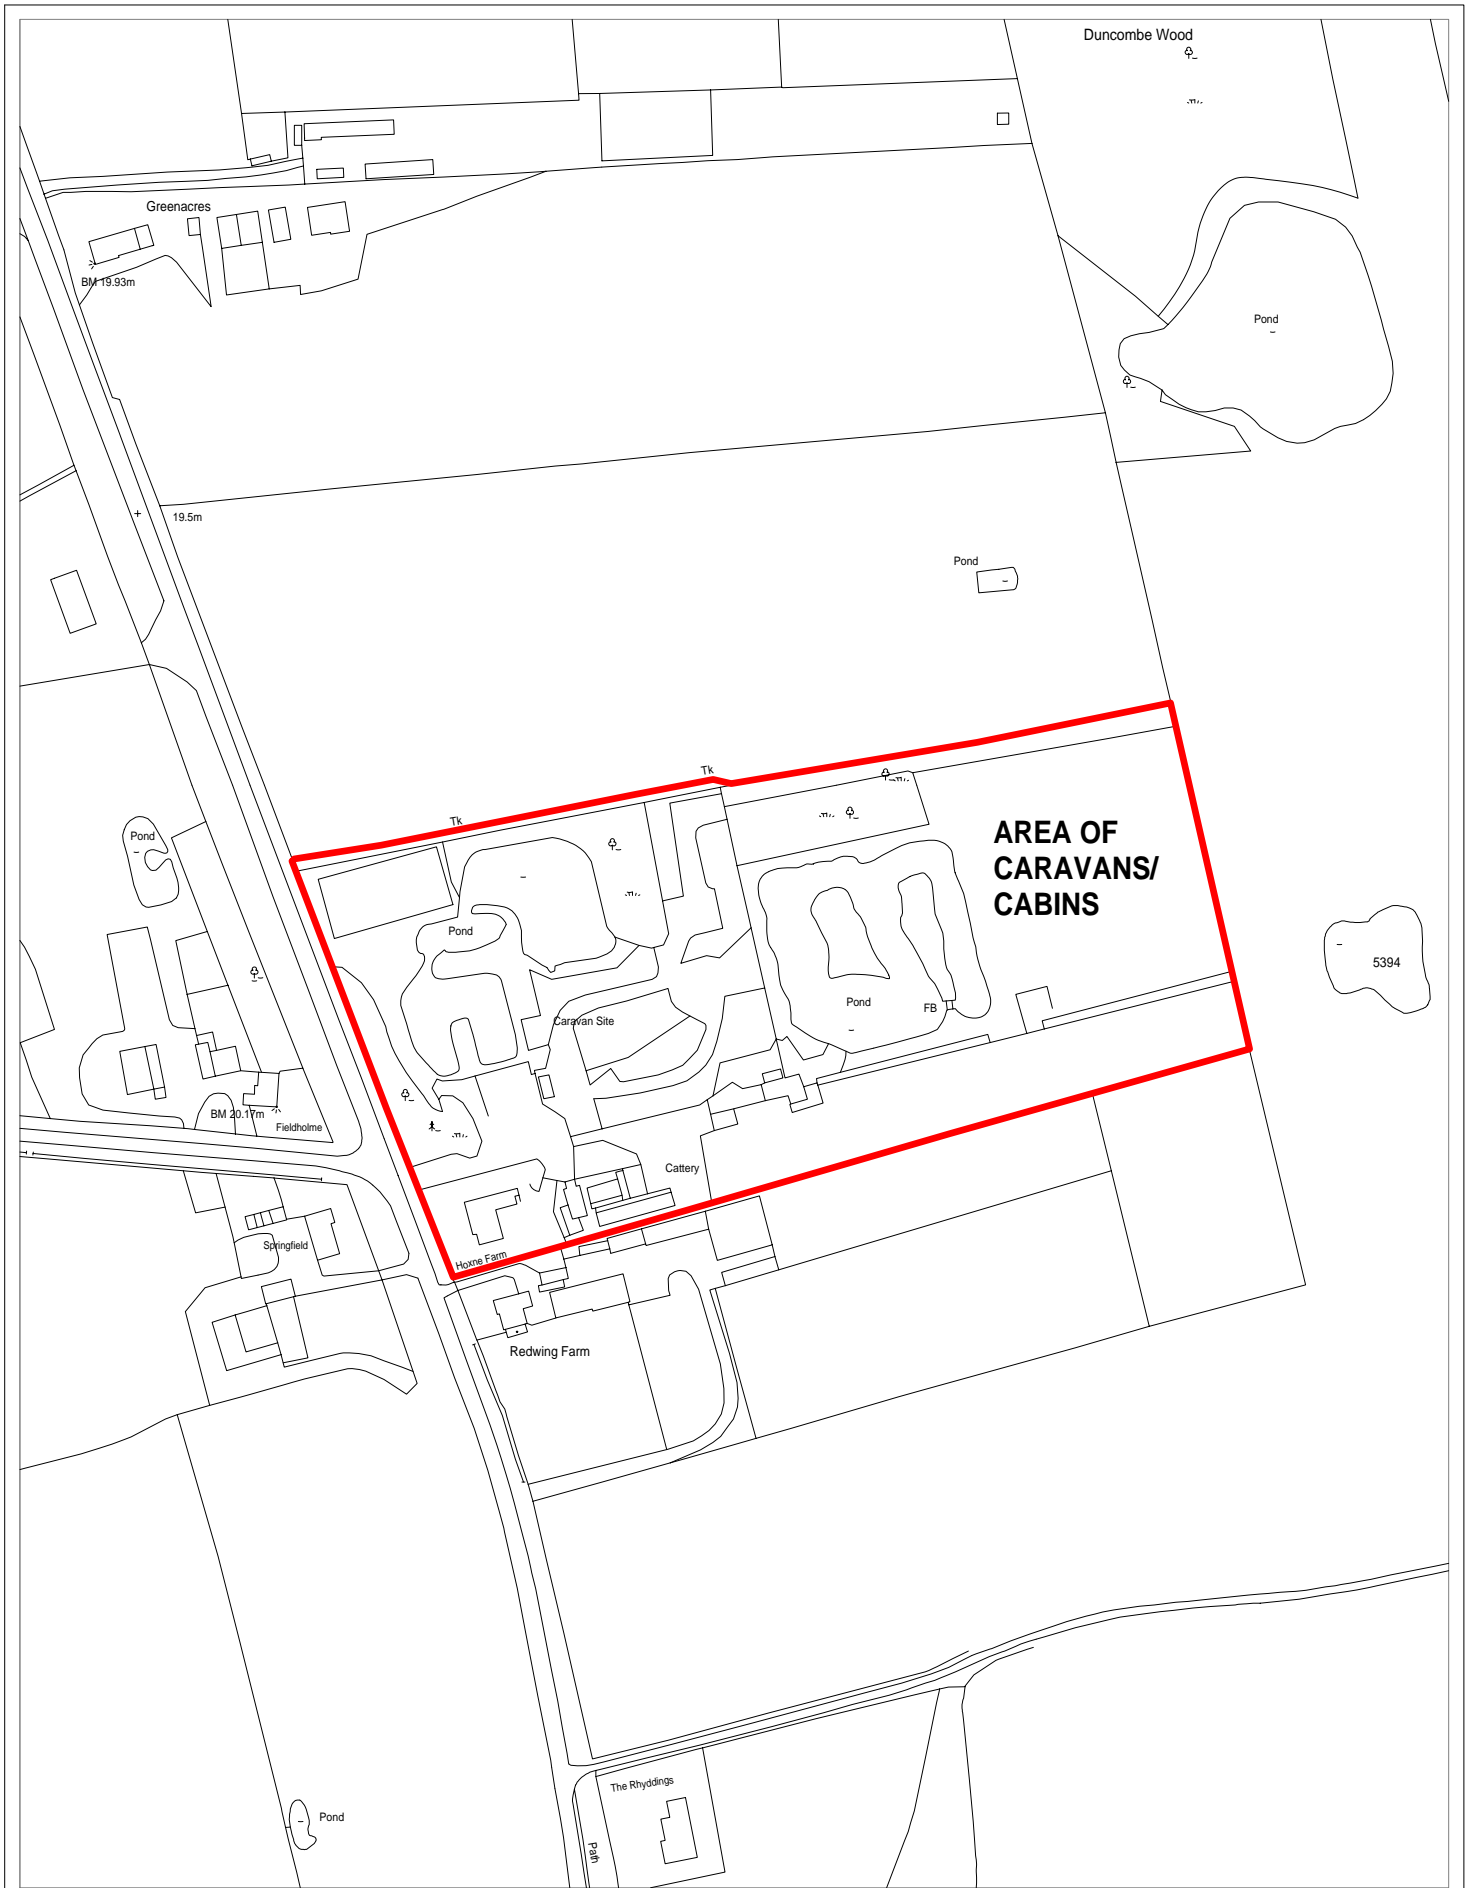 Duncombe Wood
Greenacres
BM 19.93m
Pond
19.5m
Pond
Tk
Tk
Pond
AREA OF
CARAVANS/
CABINS
Pond
5394
Pond
FB
Caravan Site
BM 20.17m
Fieldholme
Cattery
Springfield
Hoxne Farm
Redwing Farm
The Rhyddings
Pond
Path